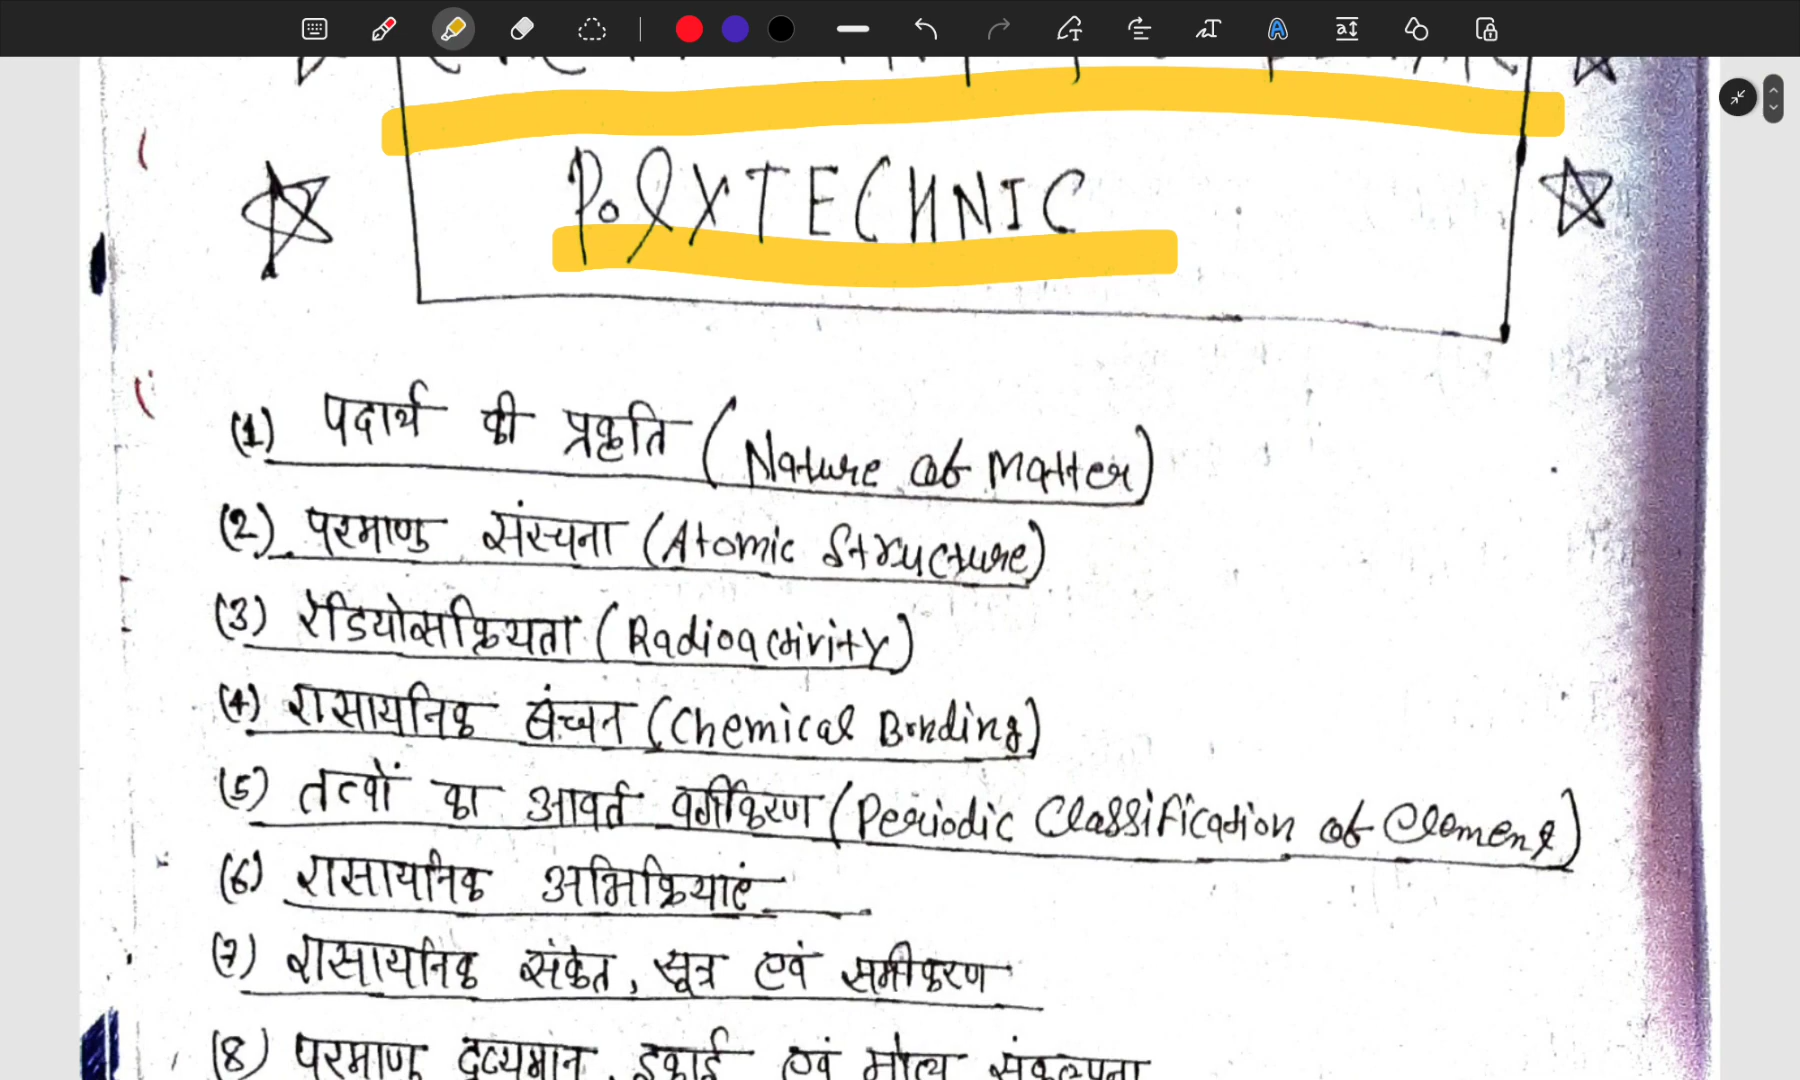 PolYTECHNIC
(1) पदार्थ की प्रकृति (Nature of Matter)
(2) परमाणु संरचना (Atomic Structure)
(3) रेडियोसक्रियता (Radioactivity)
(4) रासायनिक बंधन (Chemical Bonding)
(5) तत्वों का आवर्त वर्गीकरण (Periodic Classification of Element)
(6) रासायनिक अभिक्रियाएं
(7) रासायनिक संकेत, सूत्र एवं समीकरण
(8) परमाणु द्रव्यमान, इकाई एवं मोल संकल्पना